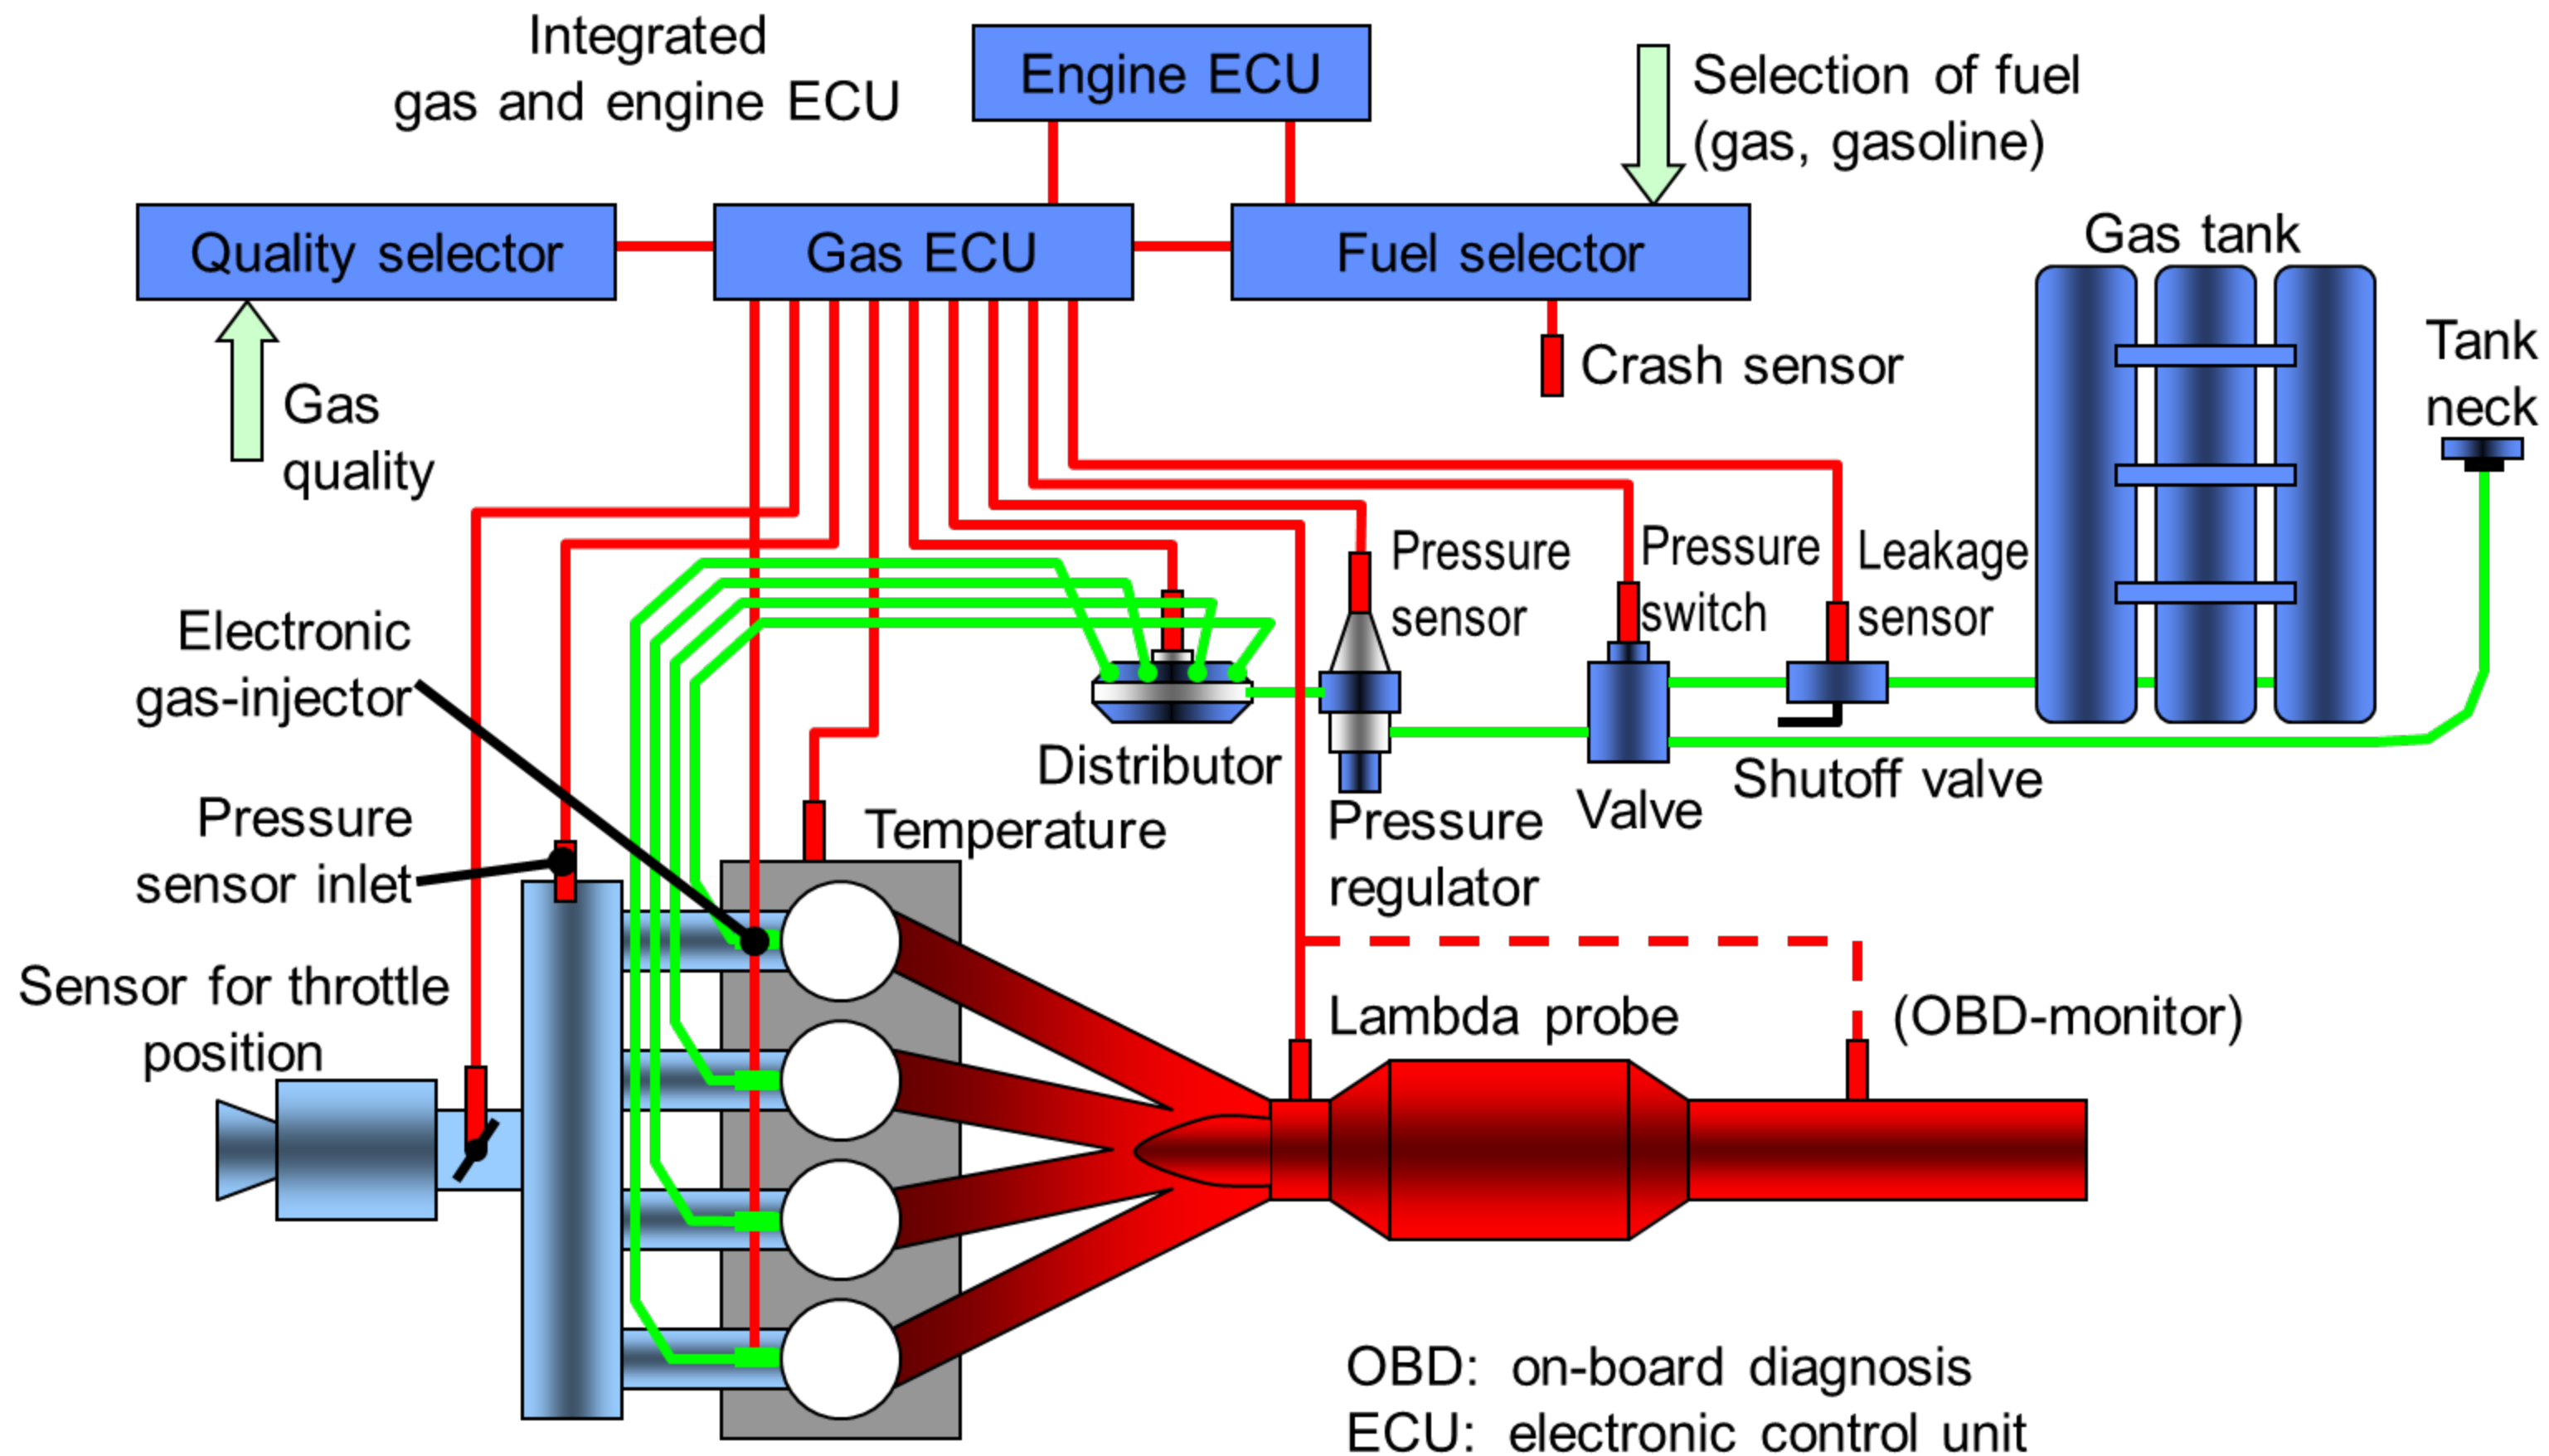 Integrated
gas and engine ECU
Engine ECU
Selection of fuel
(gas, gasoline)
Quality selector
Gas ECU
Fuel selector
Gas tank
Tank
neck
Crash sensor
Gas
quality
Pressure
sensor
Pressure
switch
Leakage
sensor
Electronic
gas-injector
Distributor
Shutoff valve
Valve
Pressure
regulator
Pressure
sensor inlet
Temperature
Sensor for throttle
position
Lambda probe
(OBD-monitor)
OBD: on-board diagnosis
ECU: electronic control unit